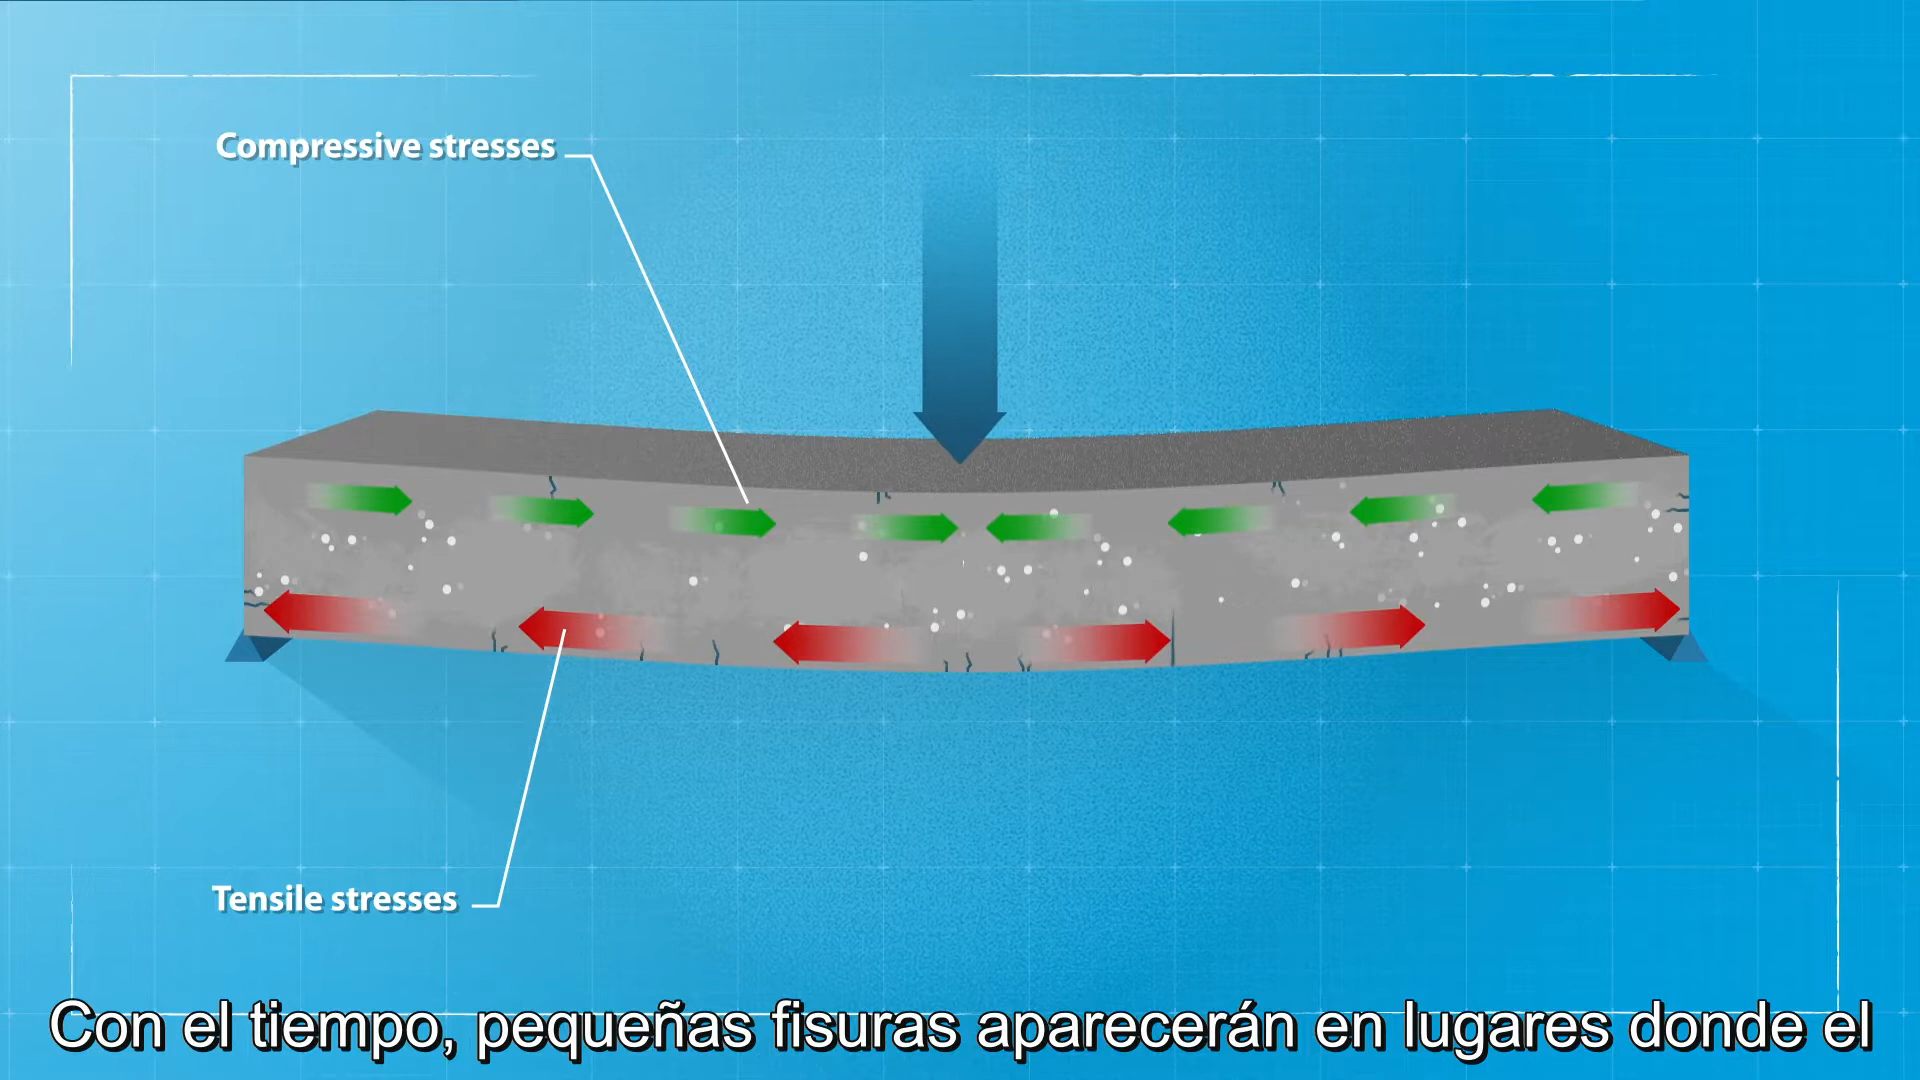 Compressive stresses
Tensile stresses
Con el tiempo, pequeñas fisuras aparecerán en lugares donde el